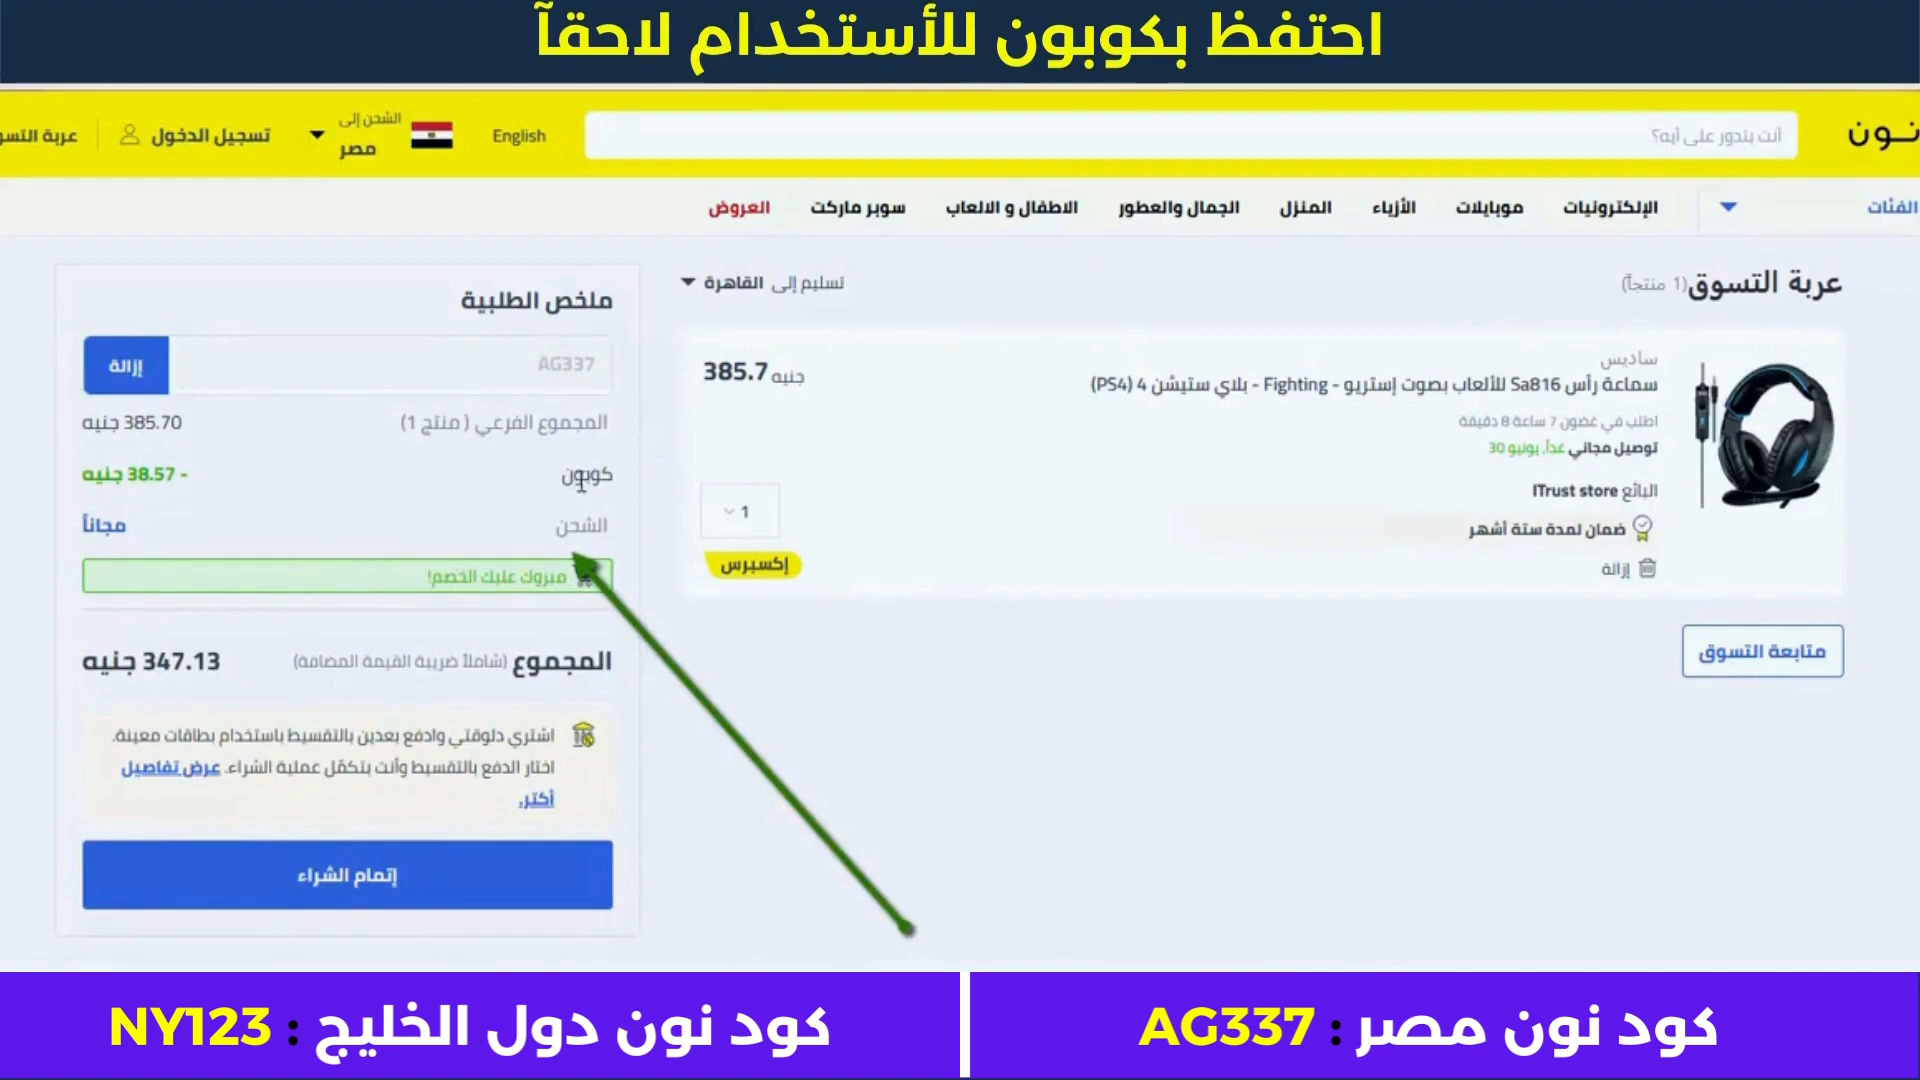 احتفظ بكوبون للأستخدام لاحقآ
نون
أنت بتدور على أيه؟
English
الشحن إلى
مصر
تسجيل الدخول
عربة التسو
الفئات
الإلكترونيات
موبايلات
الأزياء
المنزل
الجمال والعطور
الاطفال و الالعاب
سوبر ماركت
العروض
عربة التسوق (1 منتجاً)
تسليم إلى القاهرة
ساديس
سماعة رأس Sa816 للألعاب بصوت إستريو - Fighting - بلاي ستيشن 4 (PS4)
جنيه 385.7
اطلب في غضون 7 ساعة 8 دقيقة
توصيل مجاني غداً, يونيو 30
البائع ITrust store
ضمان لمدة ستة أشهر
إزالة
1
إكسبرس
متابعة التسوق
ملخص الطلبية
AG337
إزالة
المجموع الفرعي ( منتج 1)
385.70 جنيه
كوبون
- 38.57 جنيه
الشحن
مجاناً
مبروك عليك الخصم!
المجموع (شاملاً ضريبة القيمة المضافة)
347.13 جنيه
اشتري دلوقتي وادفع بعدين بالتقسيط باستخدام بطاقات معينة.
اختار الدفع بالتقسيط وأنت بتكمّل عملية الشراء. عرض تفاصيل
أكتر.
إتمام الشراء
كود نون مصر : AG337
كود نون دول الخليج : NY123